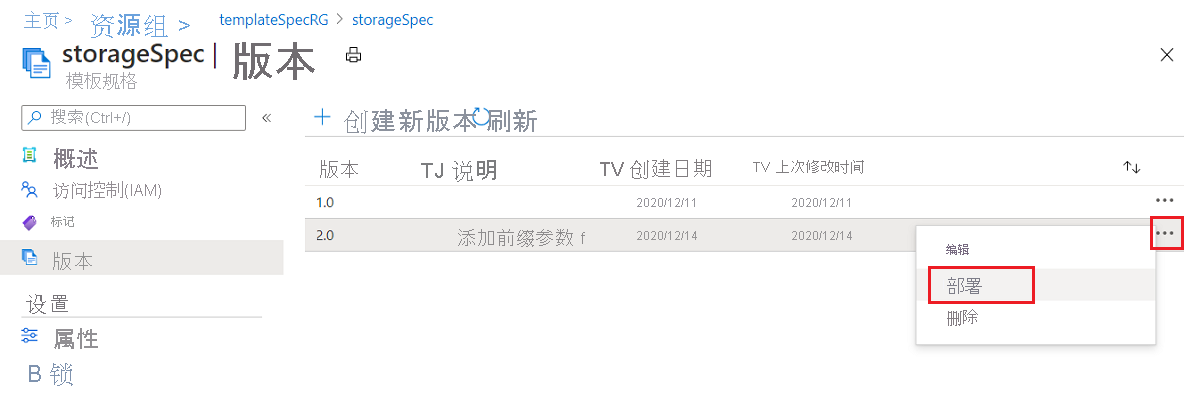 主页 > 资源组 > templateSpecRG > storageSpec
storageSpec | 版本
模板规格
搜索(Ctrl+/) «
+ 创建新版本 刷新
概述
访问控制(IAM)
标记
版本
设置
属性
B 锁
版本 TJ 说明 TV 创建日期 TV 上次修改时间
1.0 2020/12/11 2020/12/11 ...
2.0 添加前缀参数 f 2020/12/14 2020/12/14 ...
编辑
部署
删除